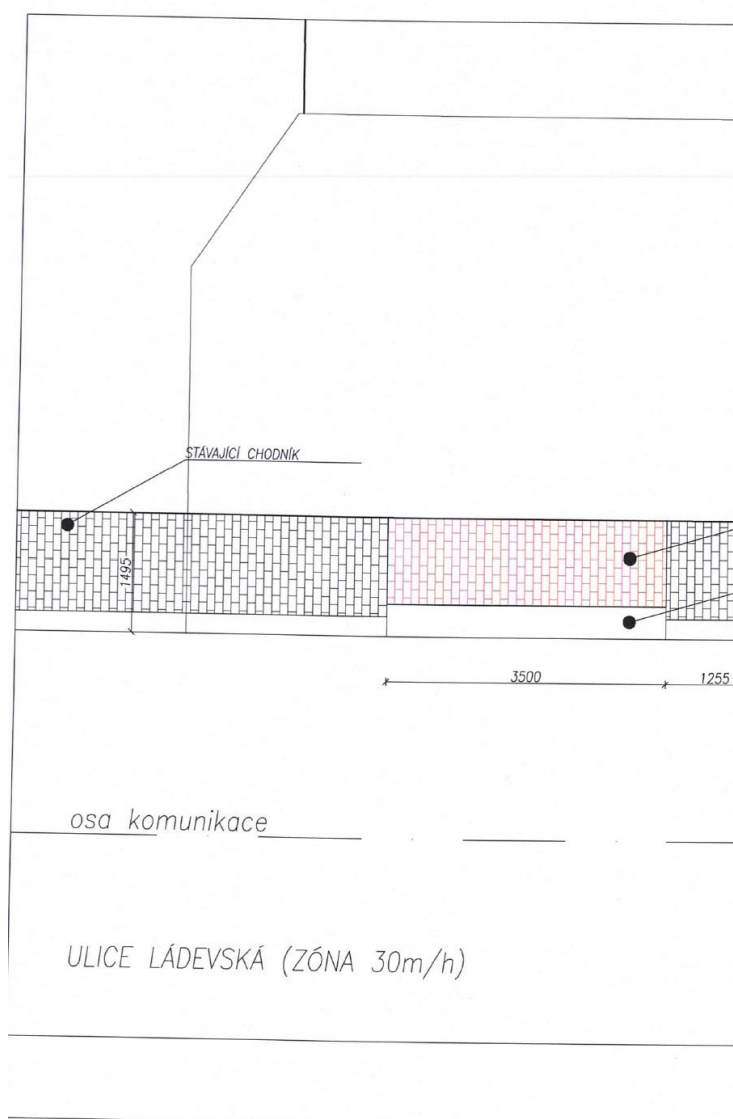 STÁVAJÍCÍ CHODNÍK
1495
3500
1255
osa komunikace
ULICE LÁDEVSKÁ (ZÓNA 30m/h)